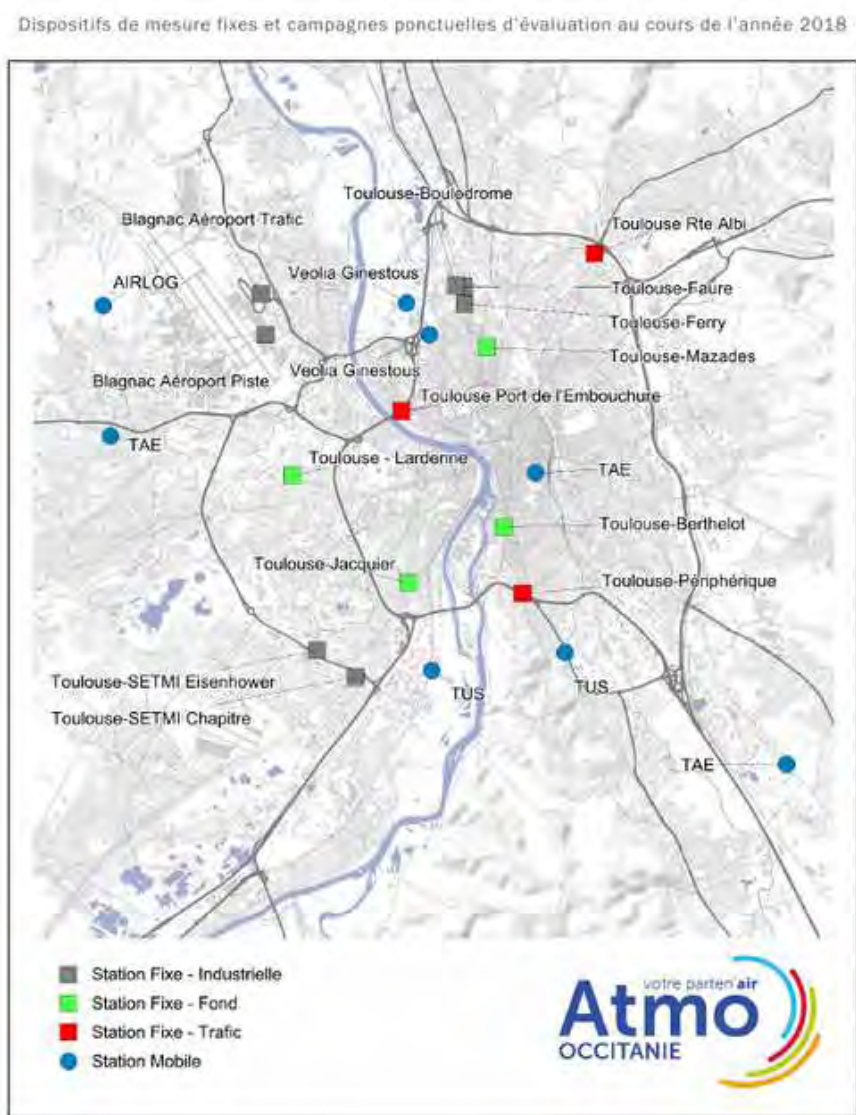 Dispositifs de mesure fixes et campagnes ponctuelles d'évaluation au cours de l'année 2018
Toulouse-Boulodrome
Blagnac Aéroport Trafic
Toulouse Rte Albi
AIRLOG
Veolia Ginestous
Toulouse-Faure
Toulouse-Ferry
Toulouse-Mazades
Veolia Ginestous
Blagnac Aéroport Piste
Toulouse Port de l'Embouchure
TAE
Toulouse - Lardenne
TAE
Toulouse-Berthelot
Toulouse-Jacquier
Toulouse-Périphérique
Toulouse-SETMI Eisenhower
TUS
TUS
Toulouse-SETMI Chapitre
TAE
Station Fixe - Industrielle
Station Fixe - Fond
Station Fixe - Trafic
Station Mobile
votre parten'air
Atmo
OCCITANIE